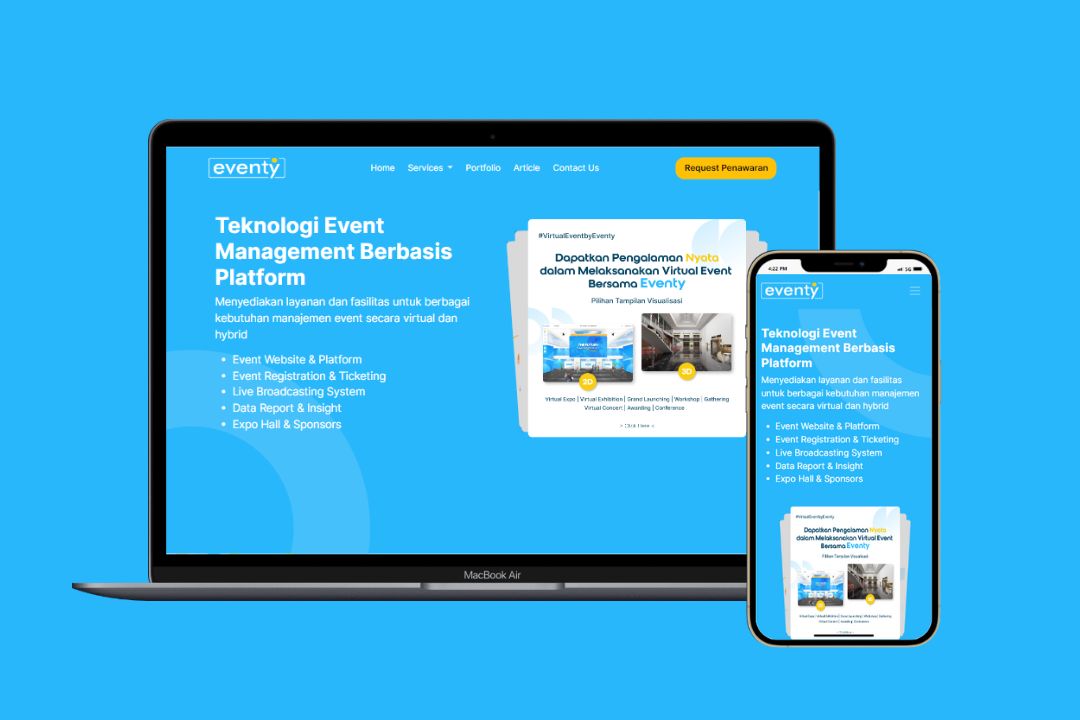 eventy
Home Services Portfolio Article Contact Us
Request Penawaran
Teknologi Event
Management Berbasis
Platform
Menyediakan layanan dan fasilitas untuk berbagai
kebutuhan manajemen event secara virtual dan
hybrid
• Event Website & Platform
• Event Registration & Ticketing
• Live Broadcasting System
• Data Report & Insight
• Expo Hall & Sponsors
#VirtualEventbyEventy
Dapatkan Pengalaman Nyata
dalam Melaksanakan Virtual Event
Bersama Eventy
Pilihan Tampilan Visualisasi
3D
3D
Virtual Expo | Virtual Exhibition | Grand Launching | Workshop | Gathering
Virtual Concert | Awarding | Conference
> Click Here <
MacBook Air
4:22 PM
5G
eventy
Teknologi Event
Management Berbasis
Platform
Menyediakan layanan dan fasilitas
untuk berbagai kebutuhan manajemen
event secara virtual dan hybrid
• Event Website & Platform
• Event Registration & Ticketing
• Live Broadcasting System
• Data Report & Insight
• Expo Hall & Sponsors
#VirtualEventbyEventy
Dapatkan Pengalaman Nyata
dalam Melaksanakan Virtual Event
Bersama Eventy
Pilihan Tampilan Visualisasi
Virtual Expo | Virtual Exhibition | Grand Launching | Workshop | Gathering
Virtual Concert | Awarding | Conference